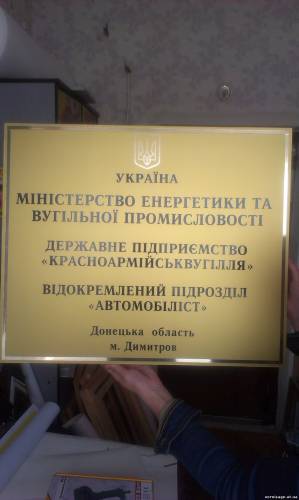 УКРАЇНА
МІНІСТЕРСТВО ЕНЕРГЕТИКИ ТА
ВУГІЛЬНОЇ ПРОМИСЛОВОСТІ
ДЕРЖАВНЕ ПІДПРИЄМСТВО
«КРАСНОАРМІЙСЬКВУГІЛЛЯ»
ВІДОКРЕМЛЕНИЙ ПІДРОЗДІЛ
«АВТОМОБІЛІСТ»
Донецька область
м. Димитров